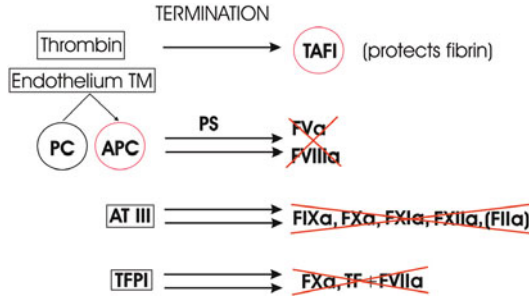 TERMINATION
Thrombin TAFI (protects fibrin)
Endothelium TM
PC APC PS FVa
FVIIIa
AT III FIXa, FXa, FXIa, FXIIa, (FIIa)
TFPI FXa, TF + FVIIa